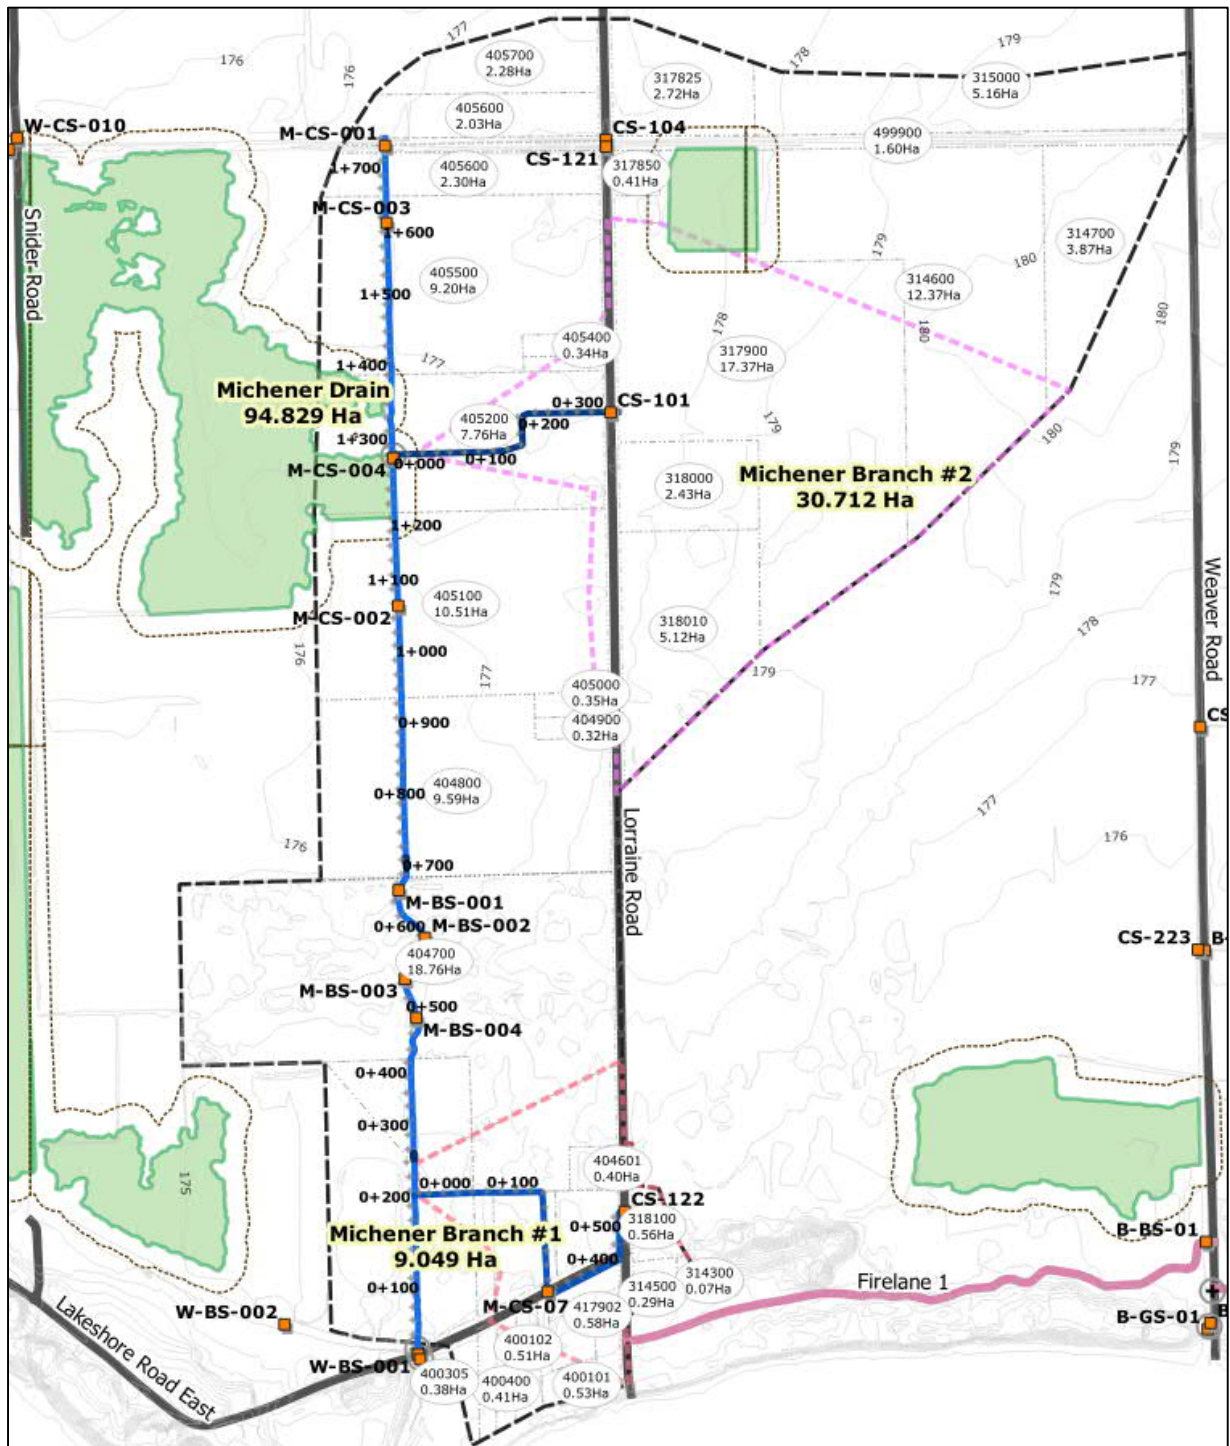 177
179
176
176
178
405700
2.28Ha
317825
2.72Ha
315000
5.16Ha
W-CS-010
M-CS-001
405600
2.03Ha
CS-104
499900
1.60Ha
CS-121
1+700
405600
2.30Ha
317850
0.41Ha
M-CS-003
1+600
Snider Road
314700
3.87Ha
179
180
405500
9.20Ha
1+500
314600
12.37Ha
180
178
180
405400
0.34Ha
317900
17.37Ha
1+400
177
Michener Drain
94.829 Ha
0+300
CS-101
405200
7.76Ha
0+200
179
1+300
180
179
M-CS-004
0+000
0+100
Michener Branch #2
30.712 Ha
318000
2.43Ha
1+200
1+100
405100
10.51Ha
179
Weaver Road
M-CS-002
318010
5.12Ha
178
1+000
176
177
179
177
405000
0.35Ha
0+900
404900
0.32Ha
CS
0+800
404800
9.59Ha
177
Lorraine Road
176
176
0+700
M-BS-001
0+600
M-BS-002
CS-223
B-
404700
18.76Ha
M-BS-003
0+500
M-BS-004
0+400
0+300
175
404601
0.40Ha
0+200
0+000
0+100
CS-122
Michener Branch #1
9.049 Ha
0+500
318100
0.56Ha
B-BS-01
0+400
0+100
314300
0.07Ha
Firelane 1
314500
0.29Ha
M-CS-07
417902
0.58Ha
W-BS-002
B-GS-01
B
Lakeshore Road East
400102
0.51Ha
W-BS-001
400305
0.38Ha
400400
0.41Ha
400101
0.53Ha